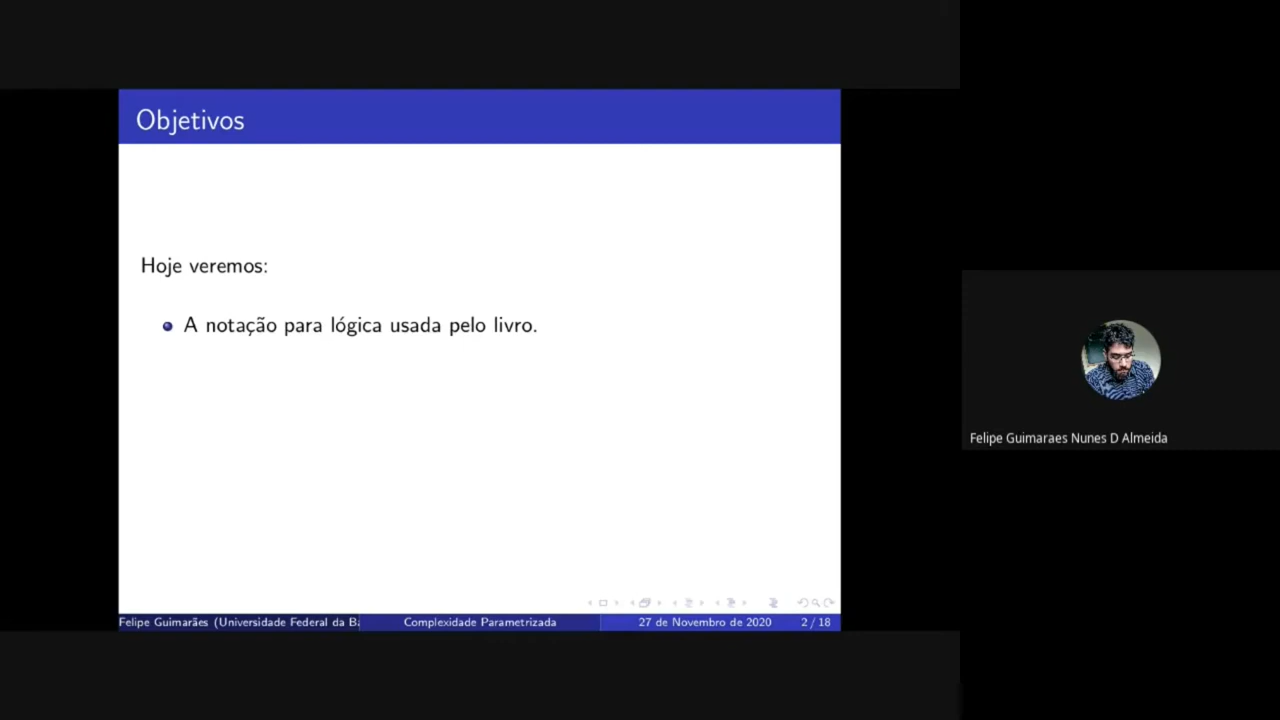 Objetivos
Hoje veremos:
A notação para lógica usada pelo livro.
Felipe Guimarães (Universidade Federal da Ba
Complexidade Parametrizada
27 de Novembro de 2020
2 / 18
Felipe Guimaraes Nunes D Almeida